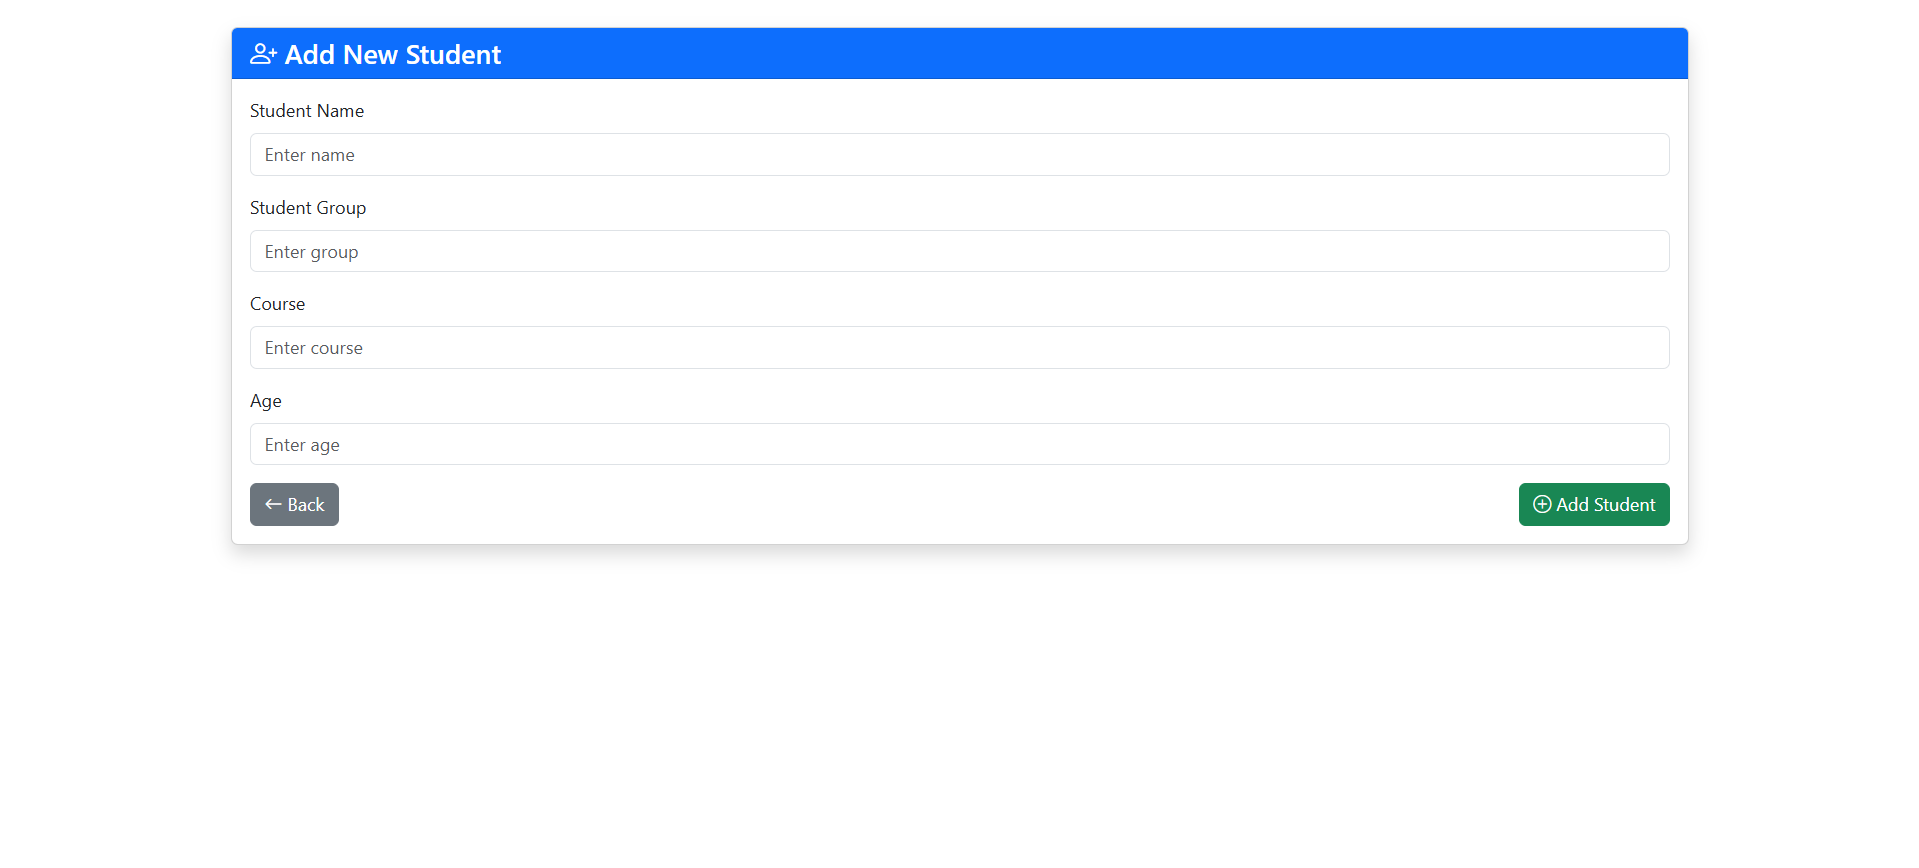 Add New Student
Student Name
Enter name
Student Group
Enter group
Course
Enter course
Age
Enter age
← Back
Add Student